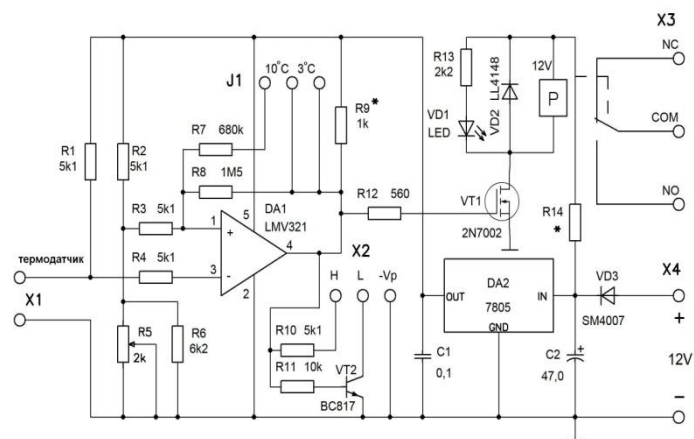 X3
NC
COM
NO
R13
2k2
LL4148
VD2
12V
P
VD1
LED
10°C 3°C
J1
R9 *
1k
R7 680k
R8 1M5
R1
5k1
R2
5k1
R3 5k1
R4 5k1
DA1
LMV321
1
+
5
4
3
-
2
R12 560
VT1
2N7002
R14
*
термодатчик
X1
R5
2k
R6
6k2
X2
H L -Vp
R10 5k1
R11 10k
VT2
BC817
DA2
7805
OUT
IN
GND
C1
0,1
C2
47,0
+
VD3
SM4007
X4
+
12V
-